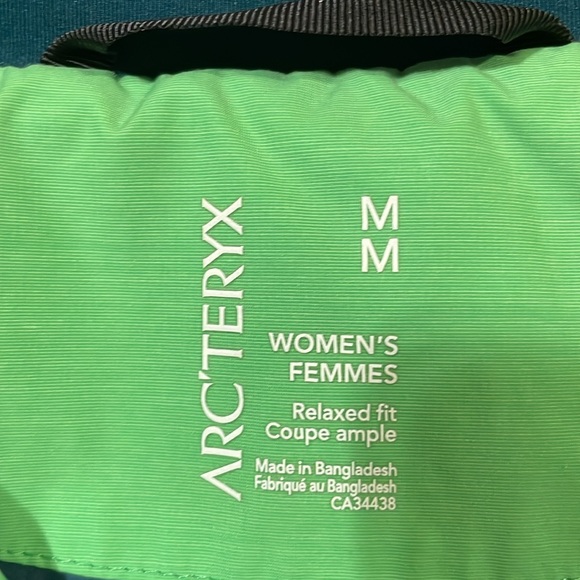 ARC'TERYX
M
M
WOMEN'S
FEMMES
Relaxed fit
Coupe ample
Made in Bangladesh
Fabriqué au Bangladesh
CA34438